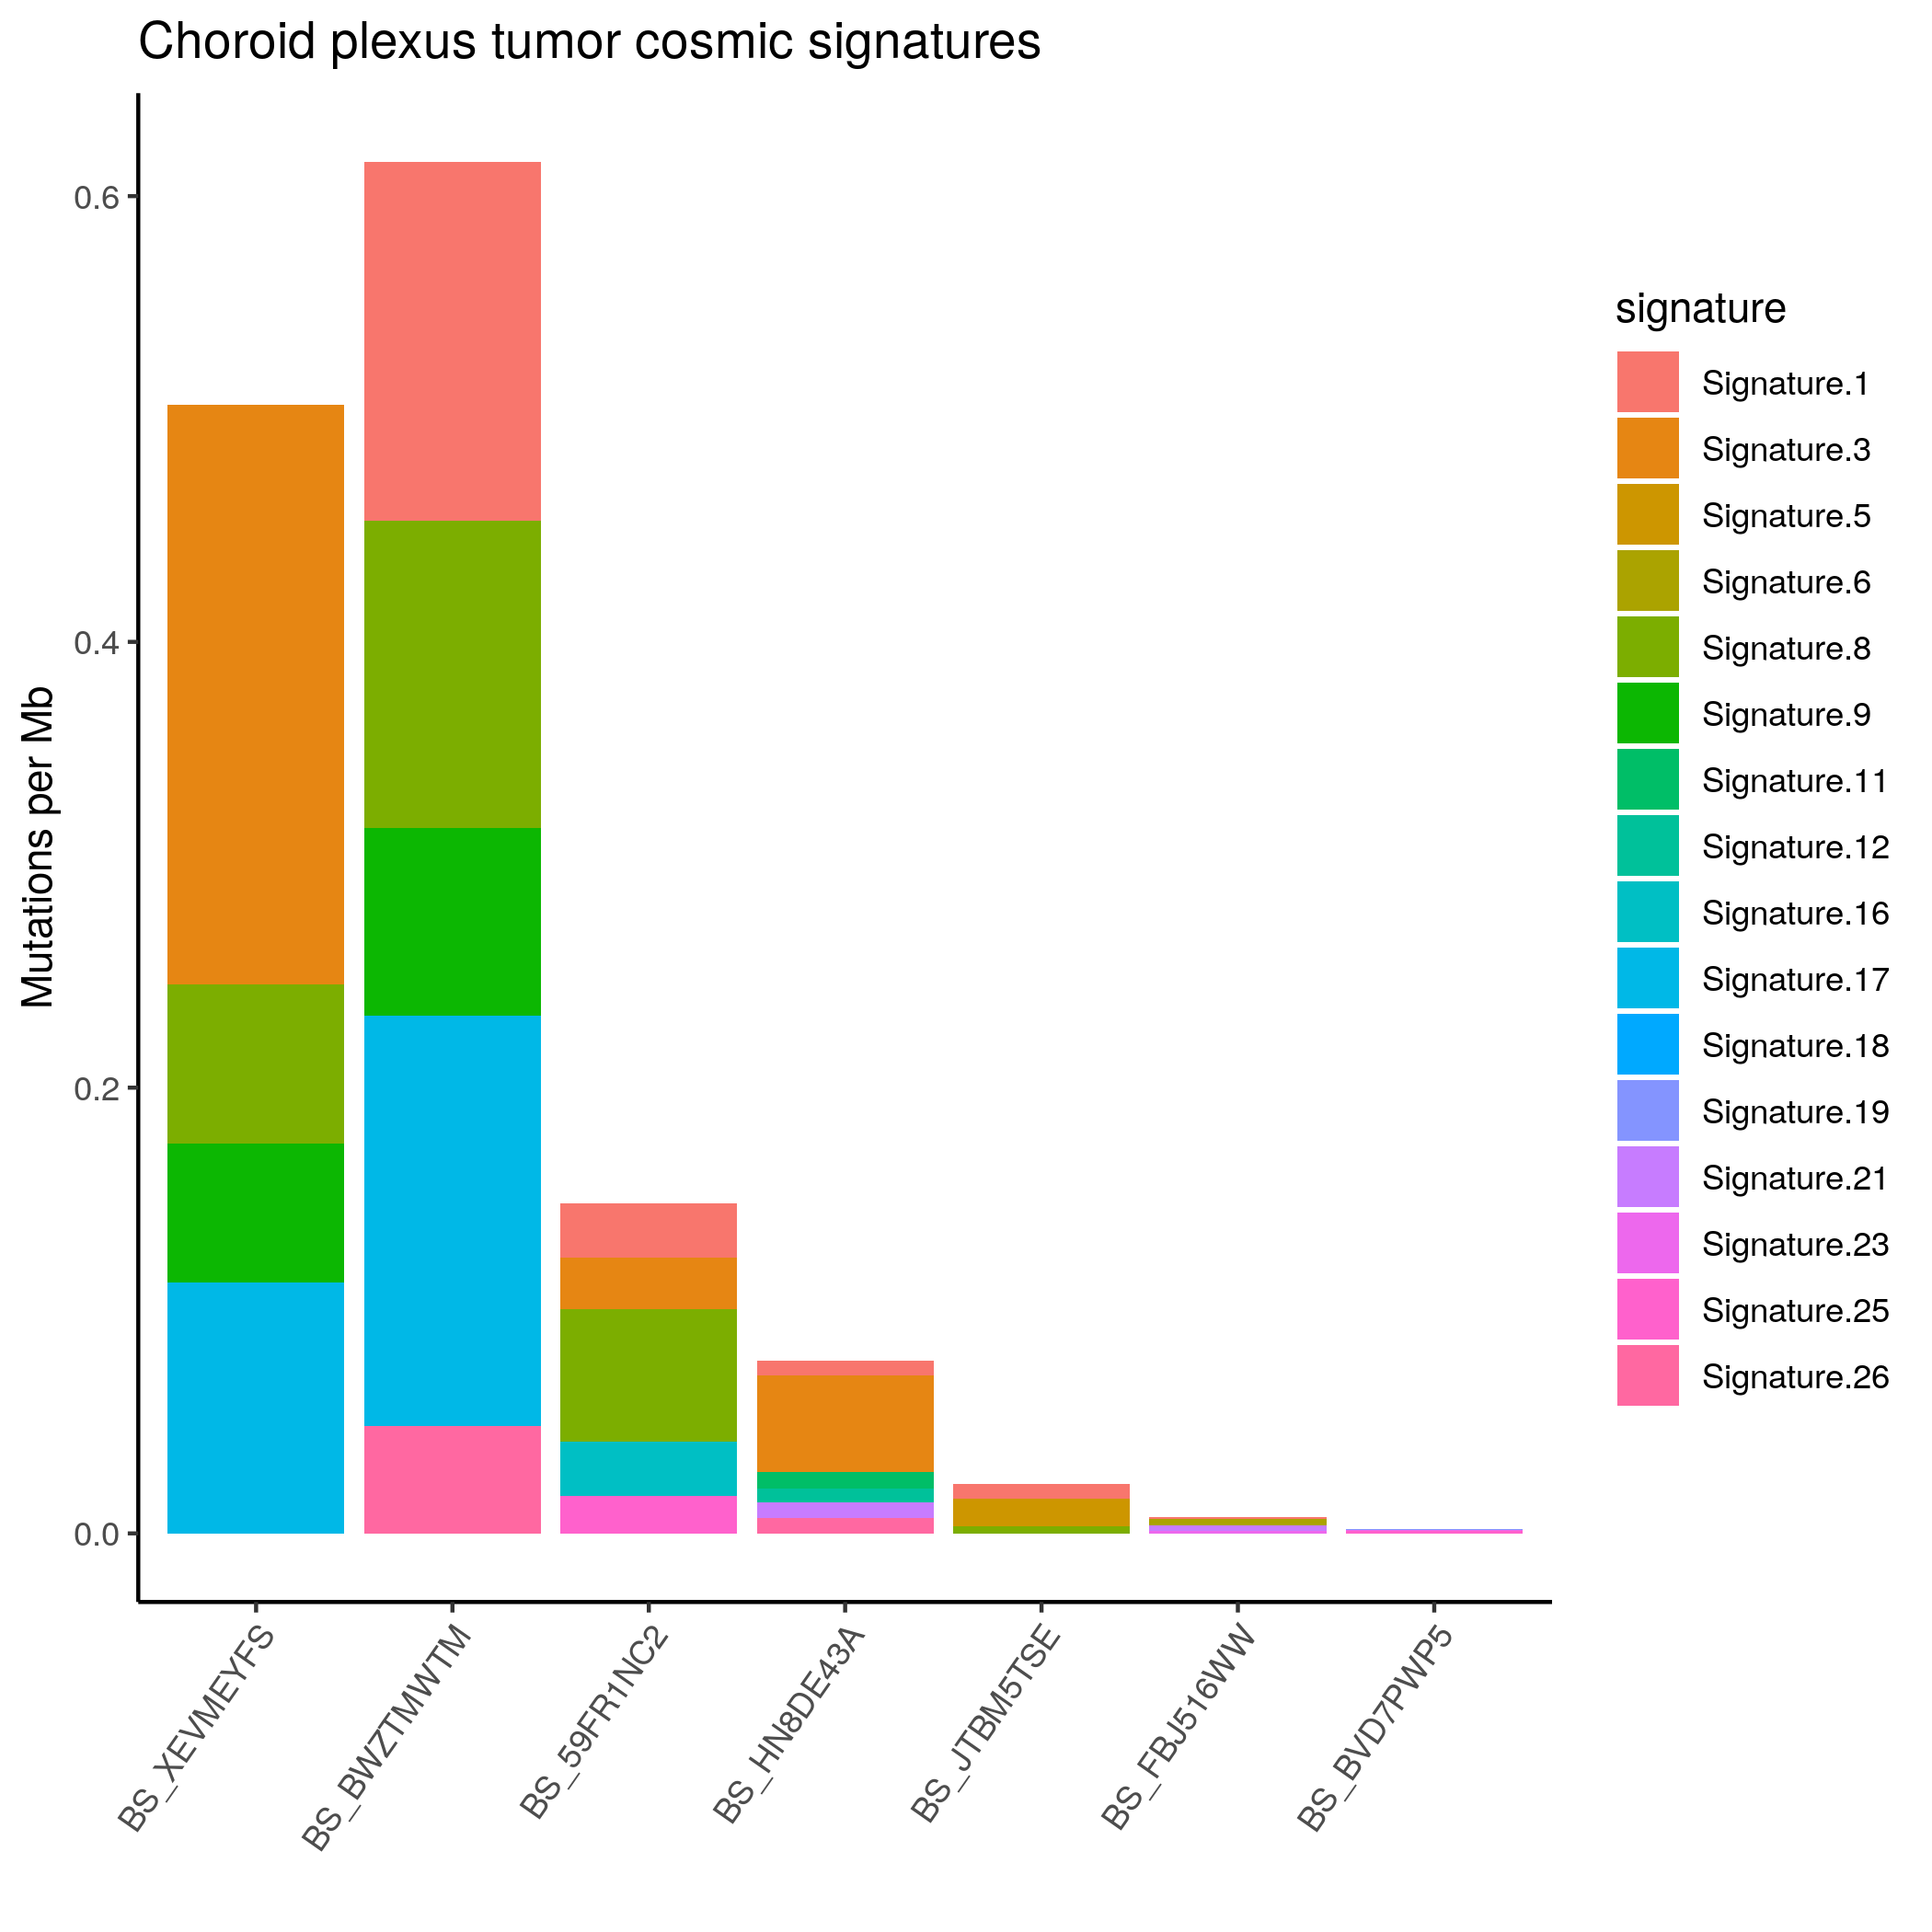 Choroid plexus tumor cosmic signatures
Mutations per Mb
0.6
0.4
0.2
0.0
BS_XEVMEYFS
BS_BWZTMWTM
BS_59FR1NC2
BS_HN8DE43A
BS_JTBM5TSE
BS_FBJ516WW
BS_BVD7PWP5
signature
Signature.1
Signature.3
Signature.5
Signature.6
Signature.8
Signature.9
Signature.11
Signature.12
Signature.16
Signature.17
Signature.18
Signature.19
Signature.21
Signature.23
Signature.25
Signature.26